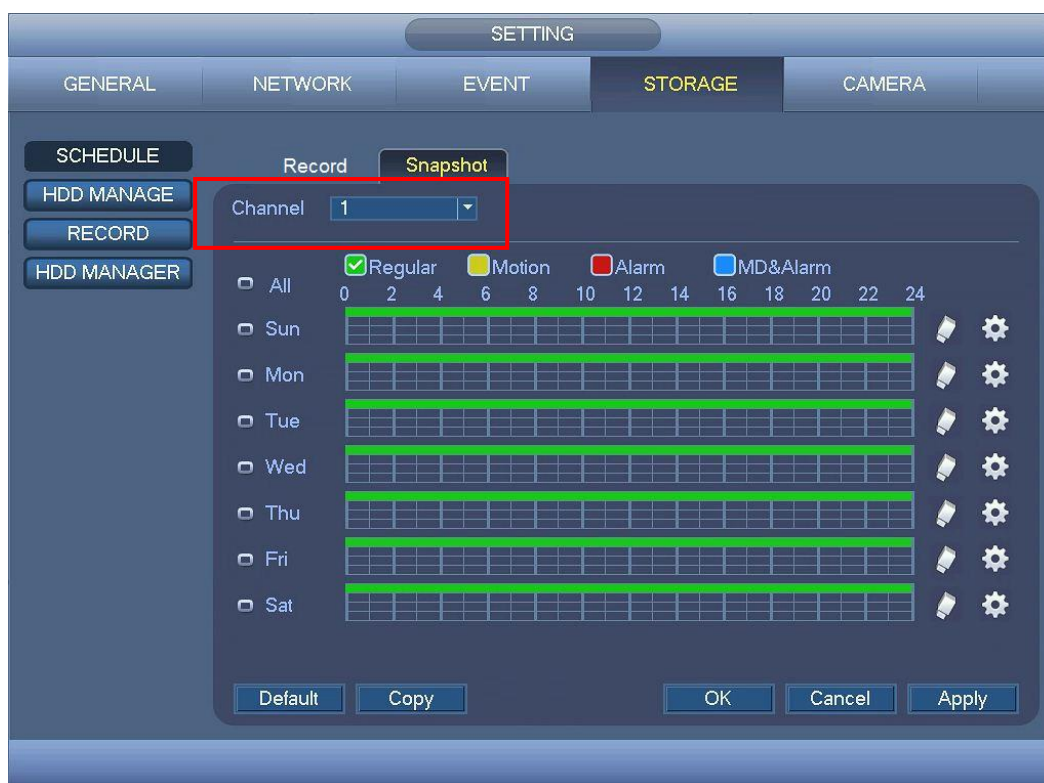 SETTING
GENERAL NETWORK EVENT STORAGE CAMERA
SCHEDULE
HDD MANAGE
RECORD
HDD MANAGER
Record Snapshot
Channel 1
Regular Motion Alarm MD&Alarm
All 0 2 4 6 8 10 12 14 16 18 20 22 24
Sun
Mon
Tue
Wed
Thu
Fri
Sat
Default Copy OK Cancel Apply